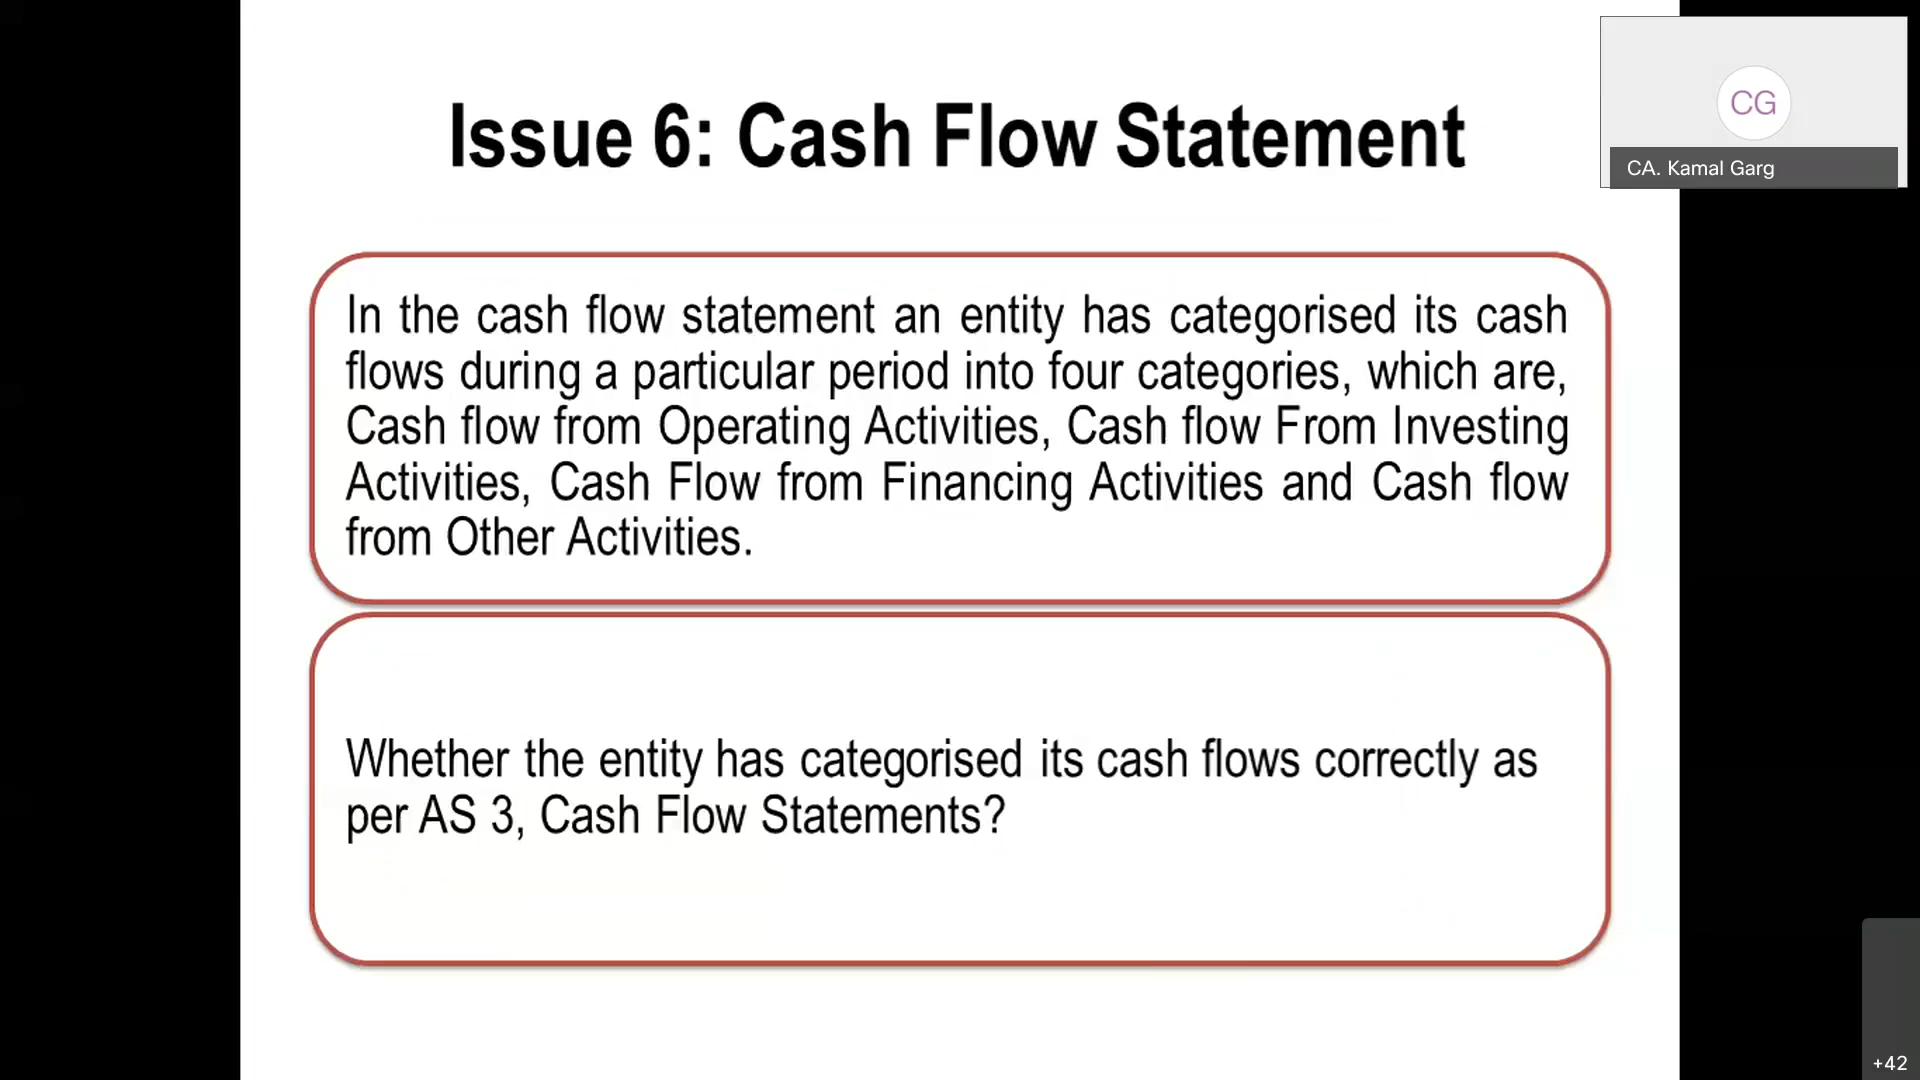 Issue 6: Cash Flow Statement
CG
CA. Kamal Garg
In the cash flow statement an entity has categorised its cash
flows during a particular period into four categories, which are,
Cash flow from Operating Activities, Cash flow From Investing
Activities, Cash Flow from Financing Activities and Cash flow
from Other Activities.
Whether the entity has categorised its cash flows correctly as
per AS 3, Cash Flow Statements?
+42